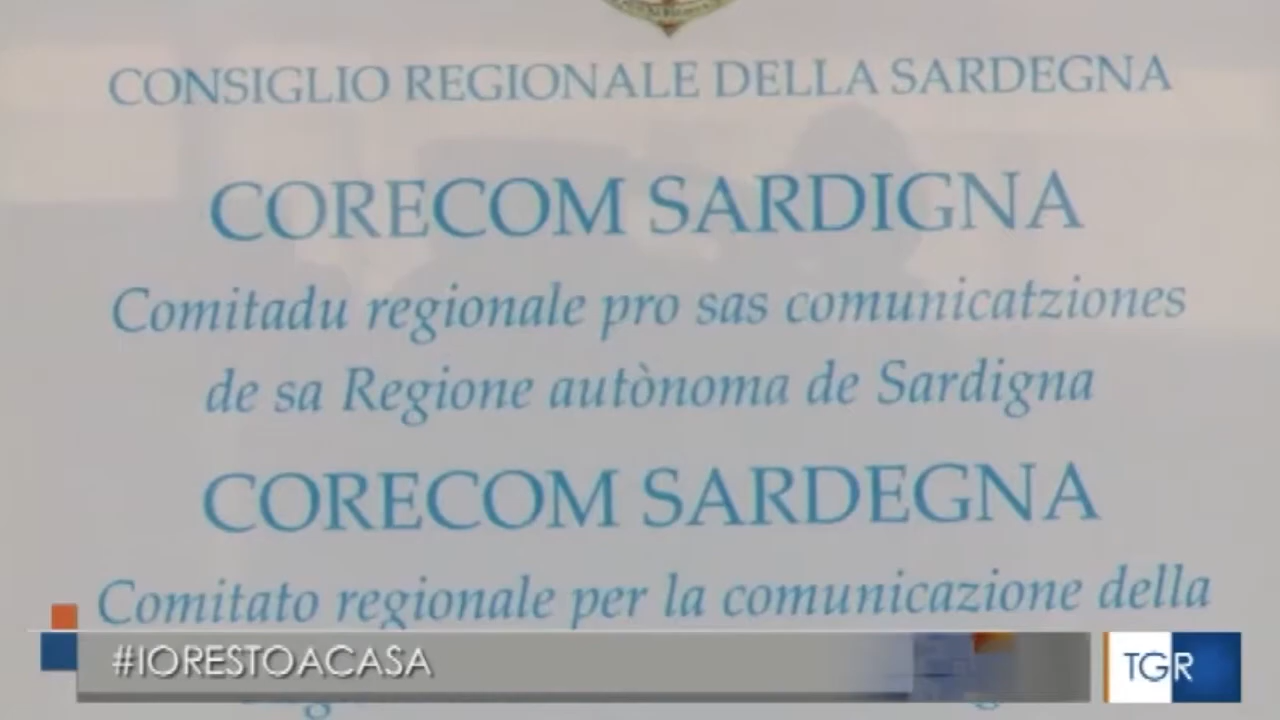 CONSIGLIO REGIONALE DELLA SARDEGNA
CORECOM SARDIGNA
Comitadu regionale pro sas comunicatziones
de sa Regione autònoma de Sardigna
CORECOM SARDEGNA
Comitato regionale per la comunicazione della
#IORESTOACASA
TGR